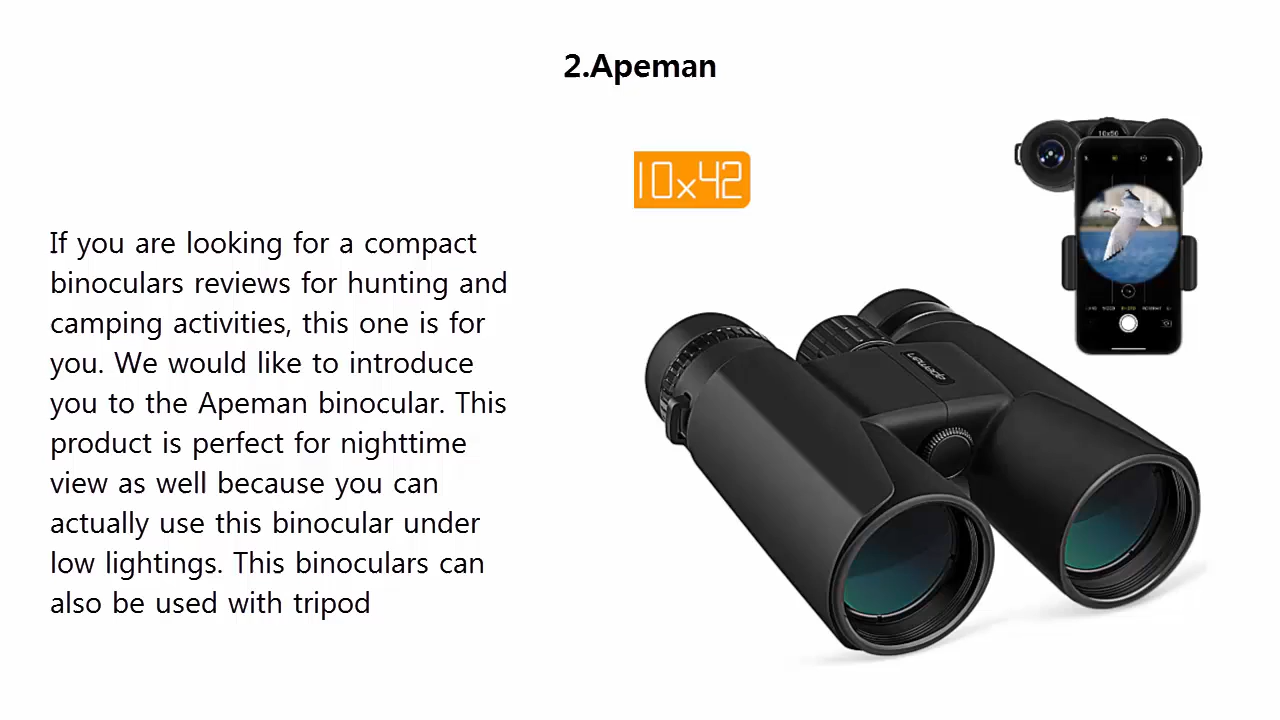 2.Apeman
10x42
10x50
If you are looking for a compact
binoculars reviews for hunting and
camping activities, this one is for
you. We would like to introduce
you to the Apeman binocular. This
product is perfect for nighttime
view as well because you can
actually use this binocular under
low lightings. This binoculars can
also be used with tripod
apeman